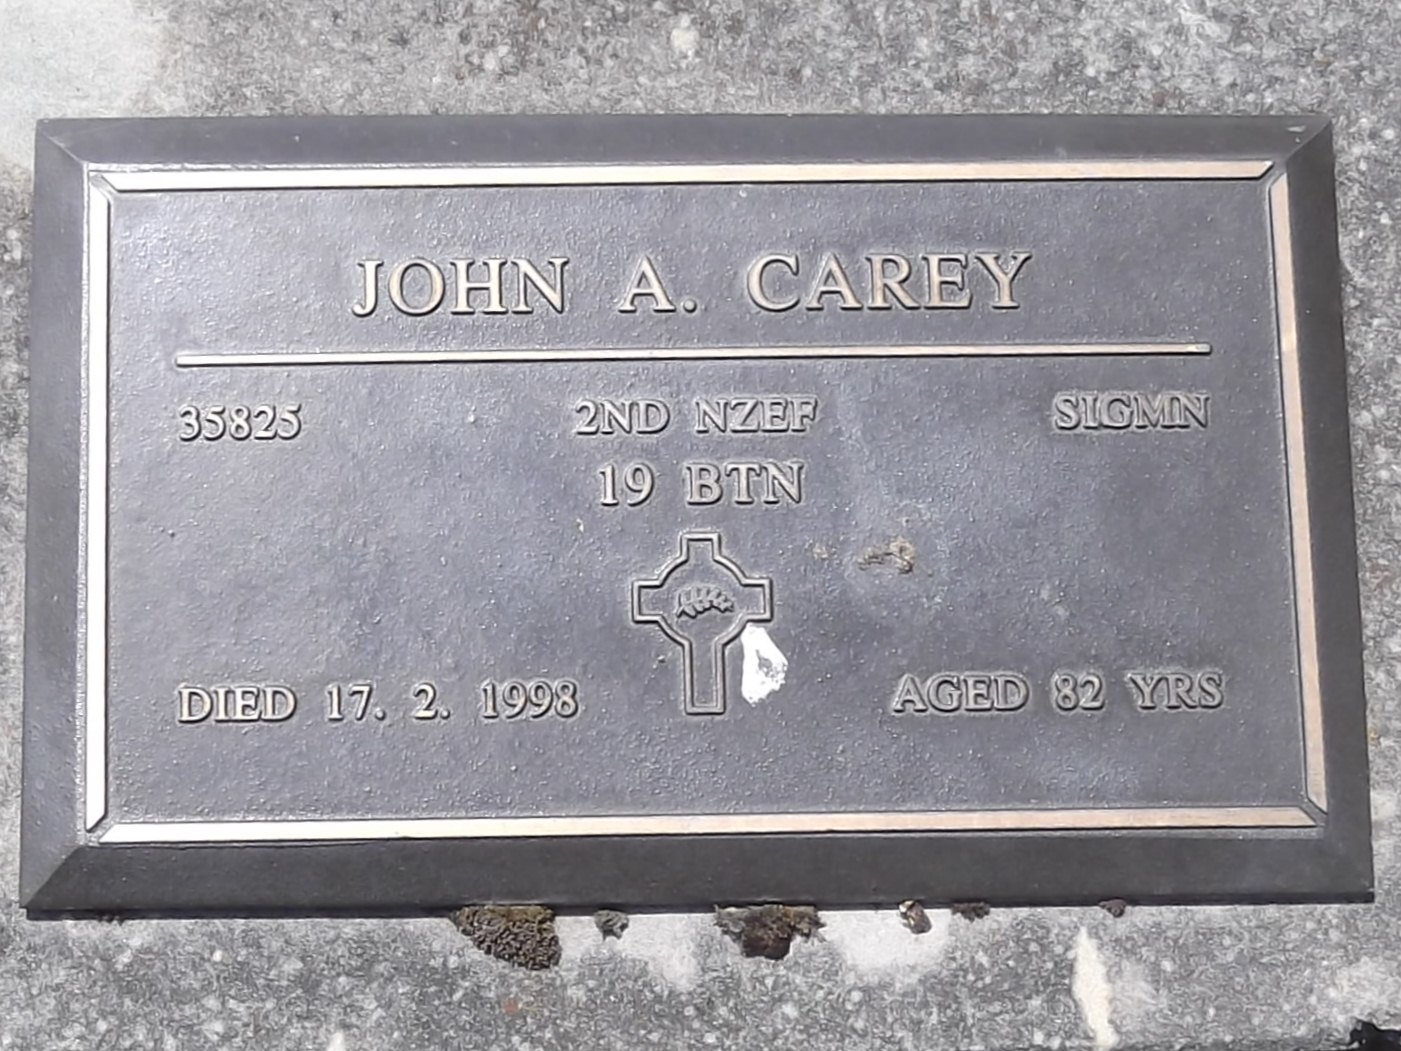 JOHN A. CAREY
35825 2ND NZEF SIGMN
19 BTN
DIED 17. 2. 1998 AGED 82 YRS